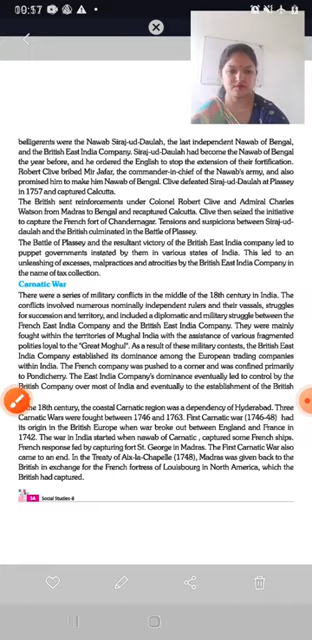 09:57
belligerents were the Nawab Siraj-ud-Daulah, the last independent Nawab of Bengal,
and the British East India Company. Siraj-ud-Daulah had become the Nawab of Bengal
the year before, and he ordered the English to stop the extension of their fortification.
Robert Clive bribed Mir Jafar, the commander-in-chief of the Nawab's army, and also
promised him to make him Nawab of Bengal. Clive defeated Siraj-ud-Daulah at Plassey
in 1757 and captured Calcutta.
The British sent reinforcements under Colonel Robert Clive and Admiral Charles
Watson from Madras to Bengal and recaptured Calcutta. Clive then seized the initiative
to capture the French fort of Chandernagar. Tensions and suspicions between Siraj-ud-
daulah and the British culminated in the Battle of Plassey.
The Battle of Plassey and the resultant victory of the British East India company led to
puppet governments instated by them in various states of India. This led to an
unleashing of excesses, malpractices and atrocities by the British East India Company in
the name of tax collection.
Carnatic War
There were a series of military conflicts in the middle of the 18th century in India. The
conflicts involved numerous nominally independent rulers and their vassals, struggles
for succession and territory, and included a diplomatic and military struggle between the
French East India Company and the British East India Company. They were mainly
fought within the territories of Mughal India with the assistance of various fragmented
polities loyal to the "Great Moghul". As a result of these military contests, the British East
India Company established its dominance among the European trading companies
within India. The French company was pushed to a corner and was confined primarily
to Pondicherry. The East India Company's dominance eventually led to control by the
British Company over most of India and eventually to the establishment of the British
the 18th century, the coastal Carnatic region was a dependency of Hyderabad. Three
Carnatic Wars were fought between 1746 and 1763. First Carnatic war (1746-48) had
its origin in the British Europe when war broke out between England and France in
1742. The war in India started when nawab of Carnatic, captured some French ships.
French response fed by capturing fort St. George in Madras. The First Carnatic War also
came to an end. In the Treaty of Aix-la-Chapelle (1748), Madras was given back to the
British in exchange for the French fortress of Louisbourg in North America, which the
British had captured.
Social Studies-8